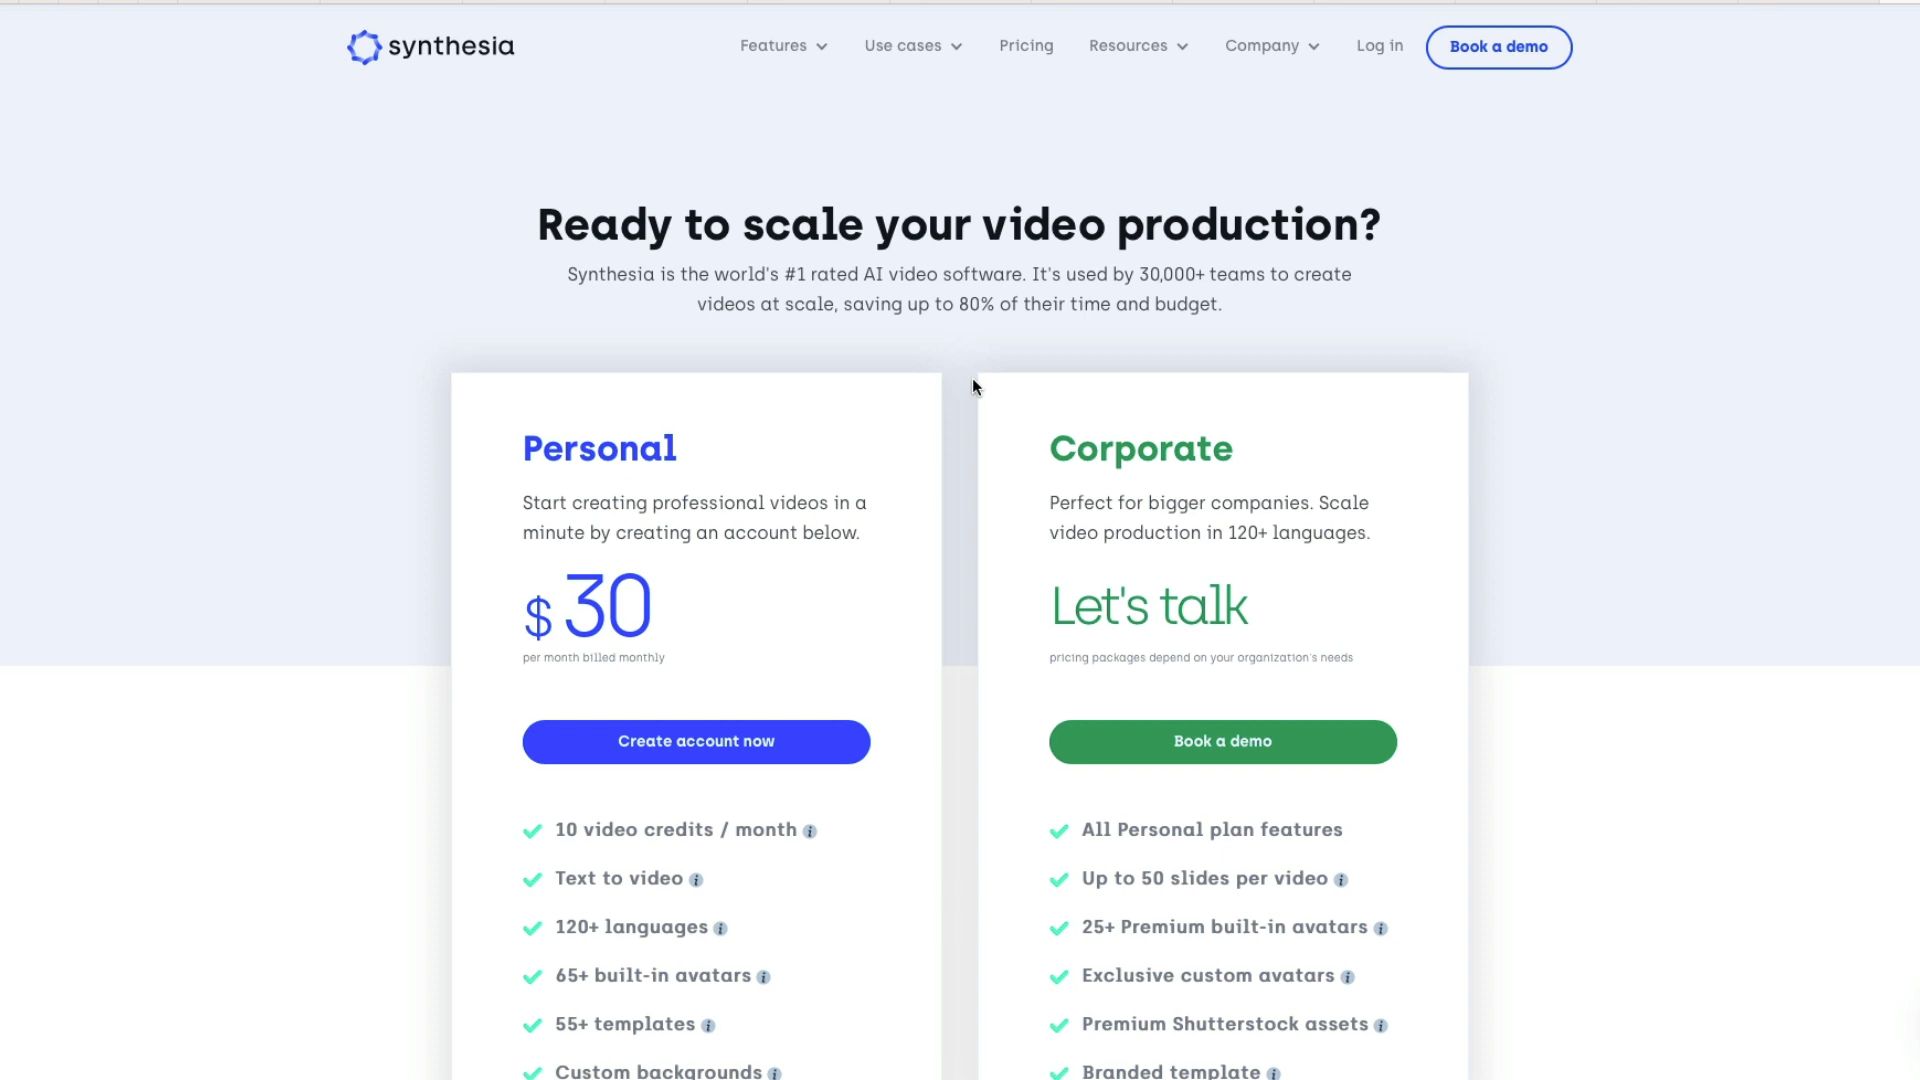 synthesia
Features
Use cases
Pricing
Resources
Company
Log in
Book a demo
Ready to scale your video production?
Synthesia is the world's #1 rated AI video software. It's used by 30,000+ teams to create
videos at scale, saving up to 80% of their time and budget.
Personal
Start creating professional videos in a
minute by creating an account below.
$ 30
per month billed monthly
Create account now
10 video credits / month
Text to video
120+ languages
65+ built-in avatars
55+ templates
Custom backgrounds
Corporate
Perfect for bigger companies. Scale
video production in 120+ languages.
Let's talk
pricing packages depend on your organization's needs
Book a demo
All Personal plan features
Up to 50 slides per video
25+ Premium built-in avatars
Exclusive custom avatars
Premium Shutterstock assets
Branded template